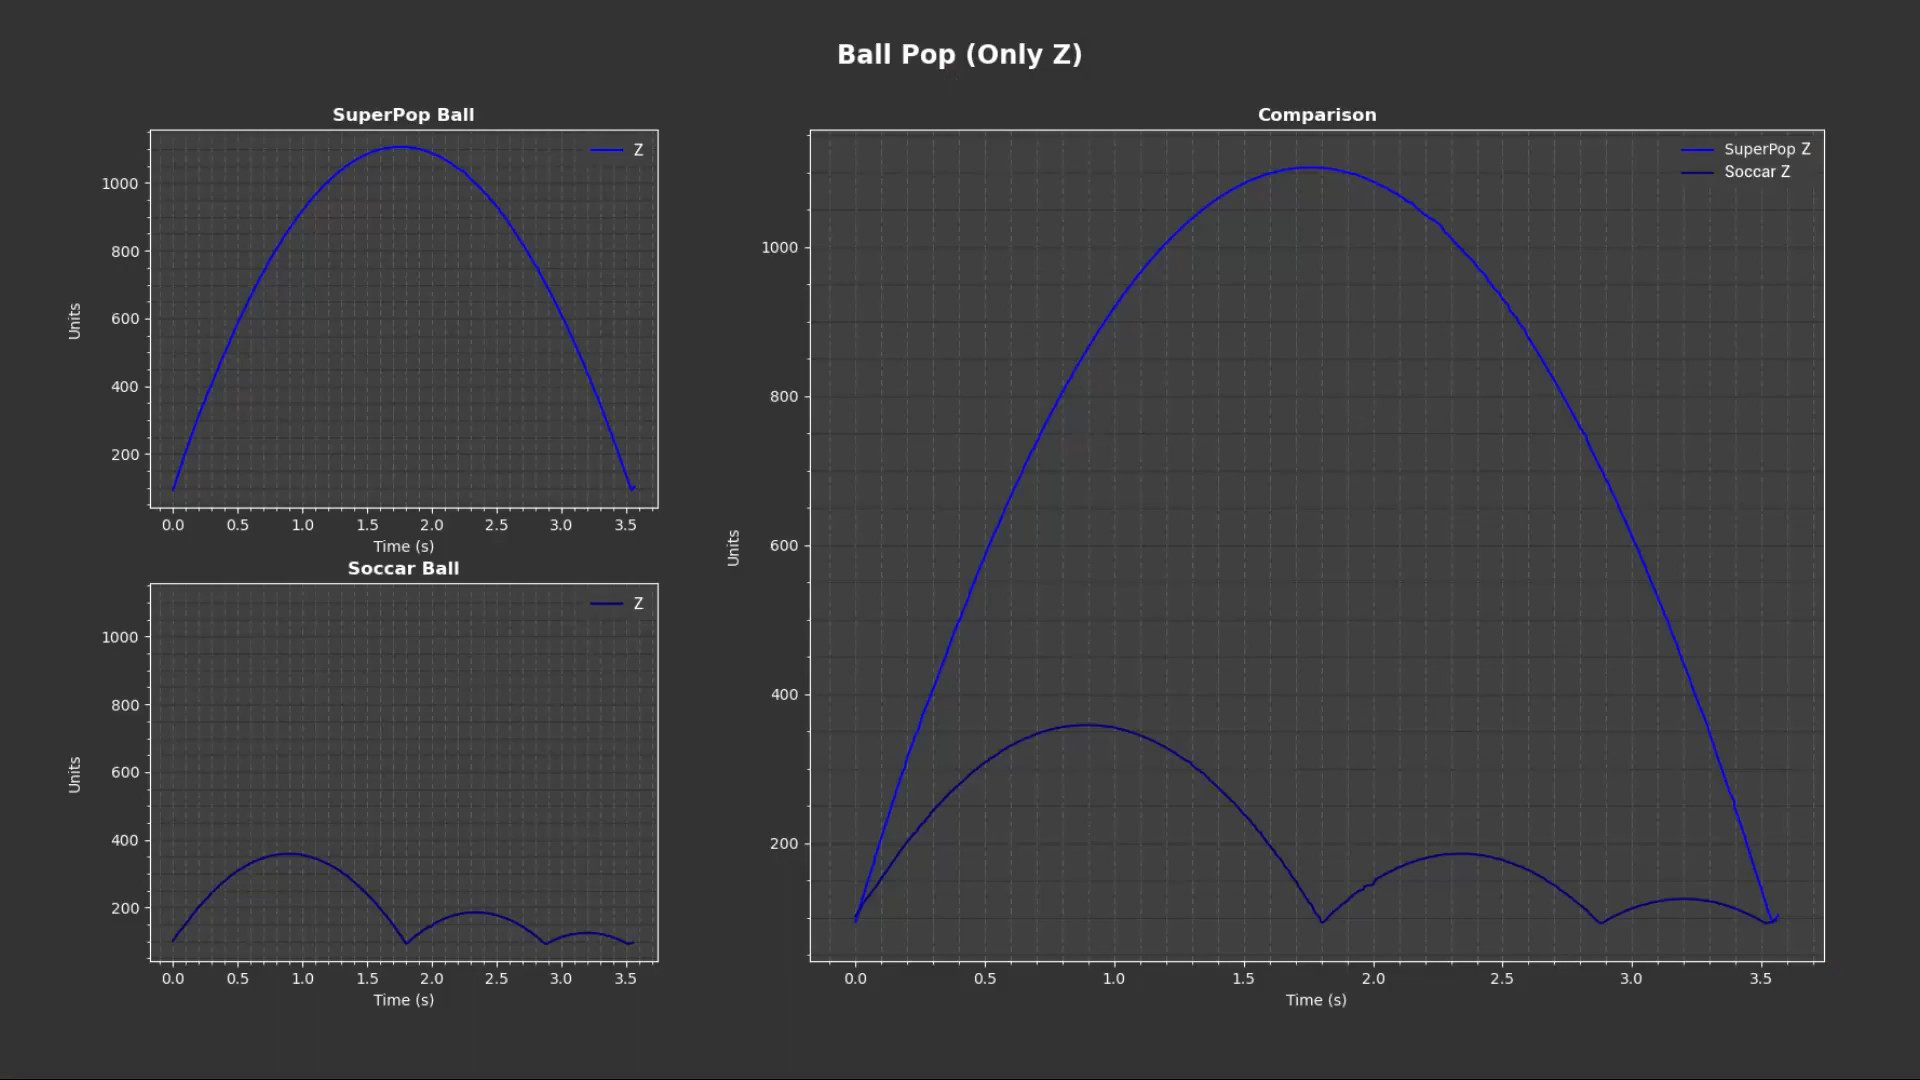 Ball Pop (Only Z)
SuperPop Ball
Z
1000
800
600
400
200
Units
0.0 0.5 1.0 1.5 2.0 2.5 3.0 3.5
Time (s)
Soccar Ball
Z
1000
800
600
400
200
Units
0.0 0.5 1.0 1.5 2.0 2.5 3.0 3.5
Time (s)
Comparison
SuperPop Z
Soccar Z
1000
800
600
400
200
Units
0.0 0.5 1.0 1.5 2.0 2.5 3.0 3.5
Time (s)